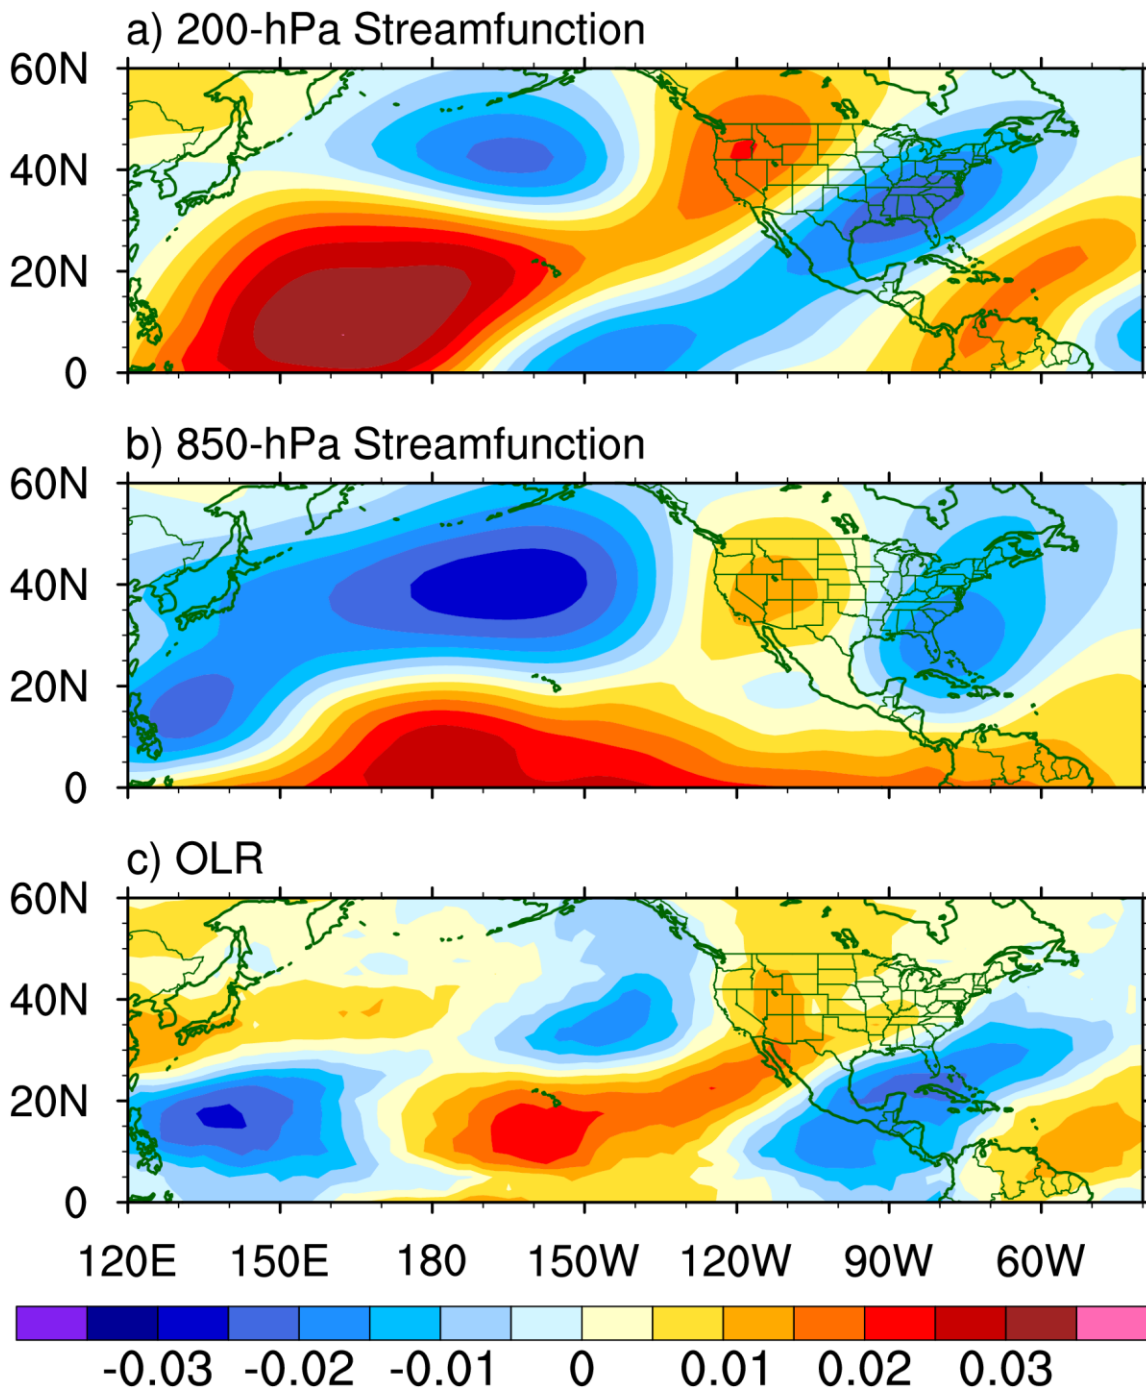 a) 200-hPa Streamfunction
60N
40N
20N
0
b) 850-hPa Streamfunction
60N
40N
20N
0
c) OLR
60N
40N
20N
0
120E 150E 180 150W 120W 90W 60W
-0.03 -0.02 -0.01 0 0.01 0.02 0.03